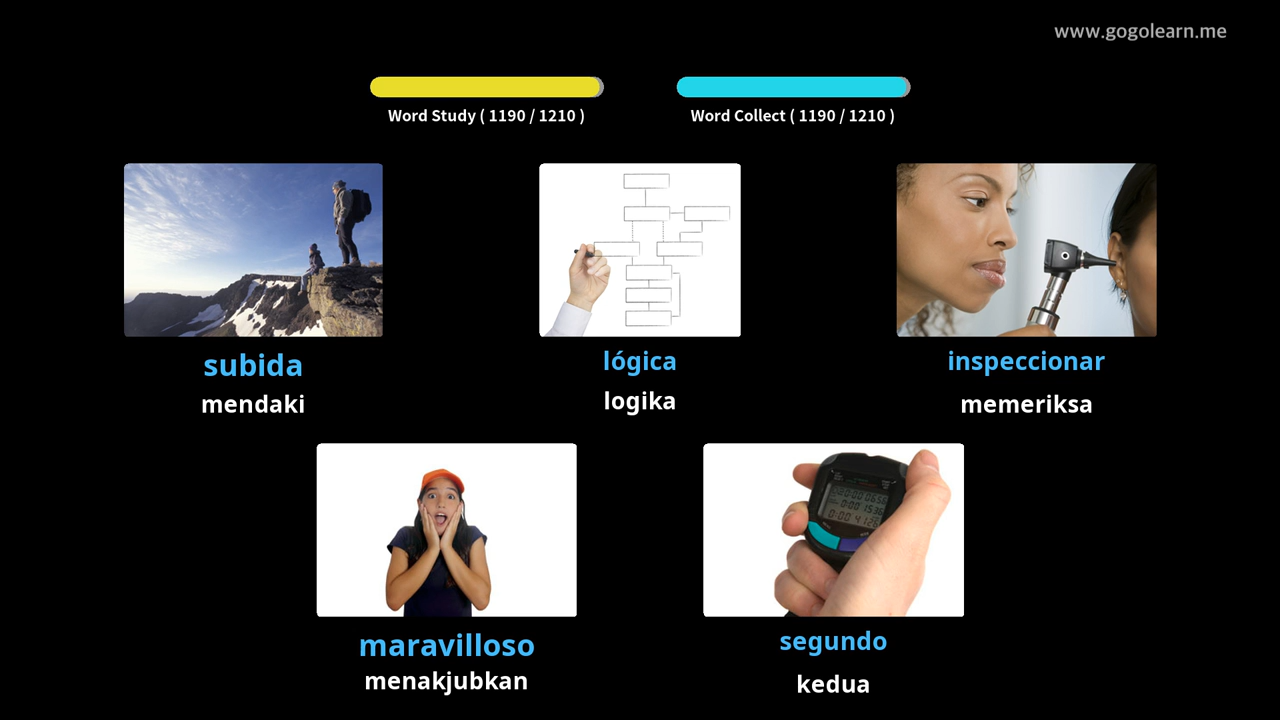 www.gogolearn.me
Word Study ( 1190 / 1210 )
Word Collect ( 1190 / 1210 )
subida
mendaki
lógica
logika
inspeccionar
memeriksa
maravilloso
menakjubkan
segundo
kedua